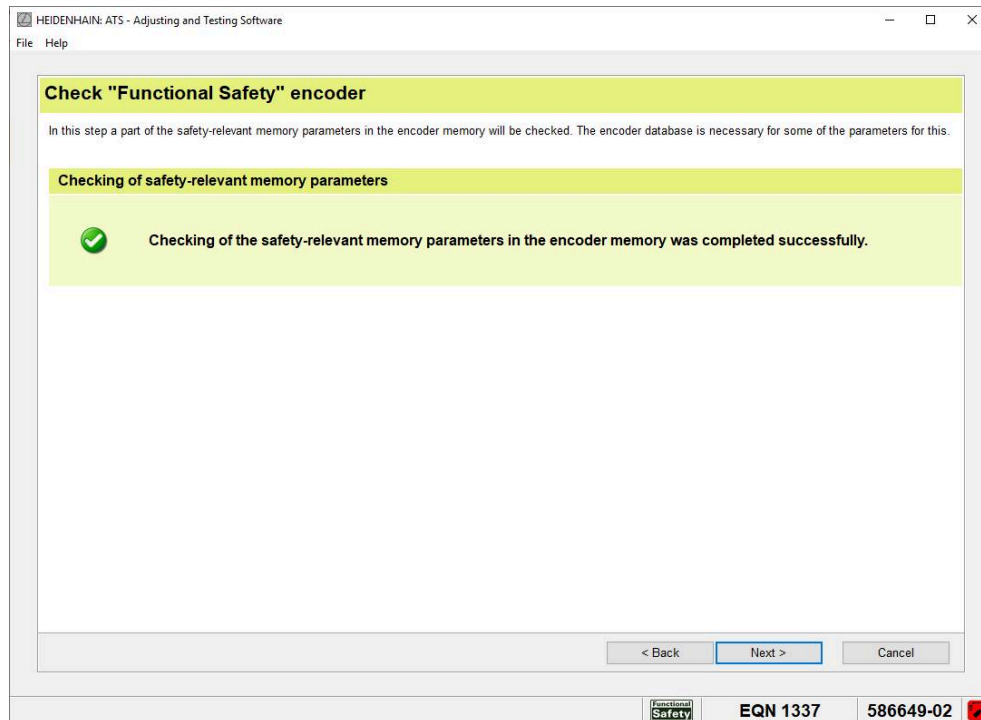 HEIDENHAIN: ATS - Adjusting and Testing Software
File Help
Check "Functional Safety" encoder
In this step a part of the safety-relevant memory parameters in the encoder memory will be checked. The encoder database is necessary for some of the parameters for this.
Checking of safety-relevant memory parameters
Checking of the safety-relevant memory parameters in the encoder memory was completed successfully.
< Back Next > Cancel
Functional
Safety EQN 1337 586649-02